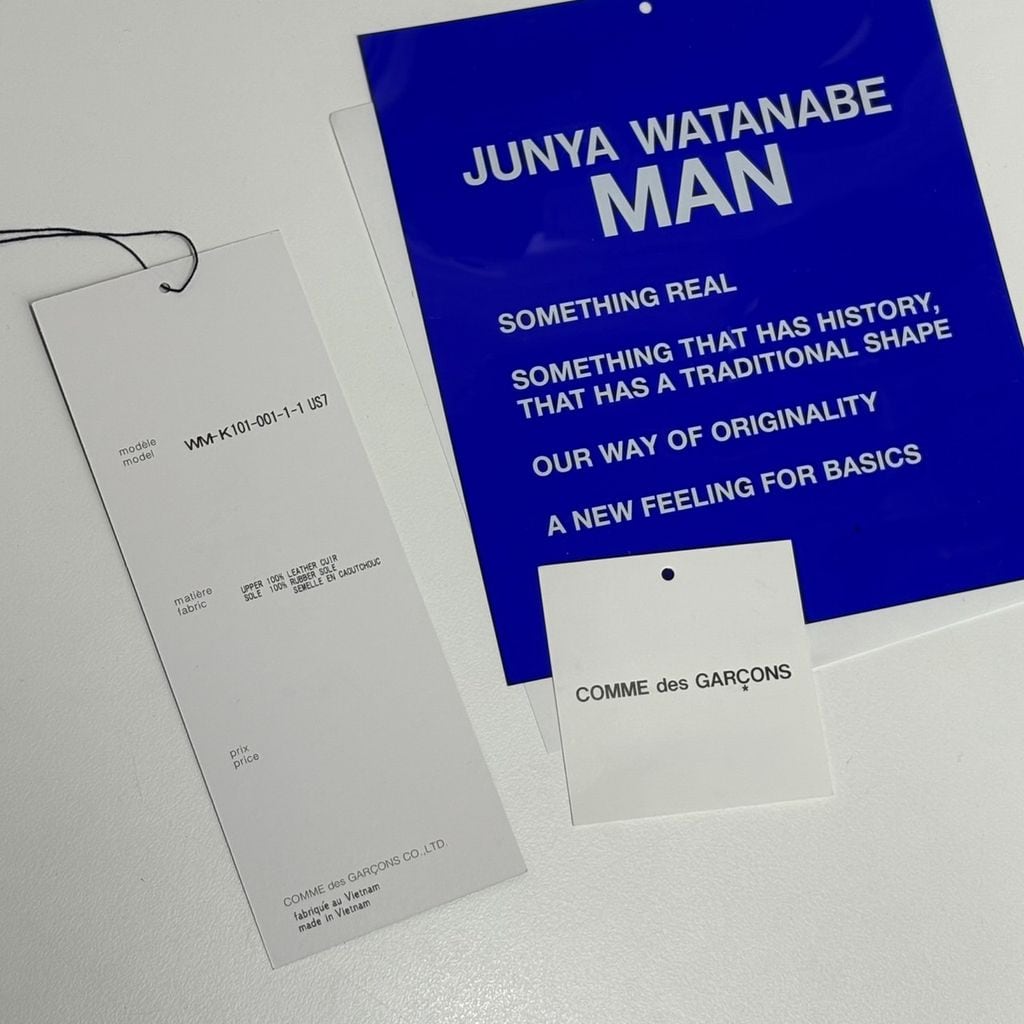 JUNYA WATANABE
MAN
SOMETHING REAL
SOMETHING THAT HAS HISTORY,
THAT HAS A TRADITIONAL SHAPE
OUR WAY OF ORIGINALITY
A NEW FEELING FOR BASICS
COMME des GARÇONS
*
modèle
model
WM-K101-001-1-1 US7
matière
fabric
UPPER 100% LEATHER CUIR
SOLE 100% RUBBER SOLE
SEMELLE EN CAOUTCHOUC
prix
price
COMME des GARÇONS CO.,LTD.
fabriqué au Vietnam
made in Vietnam